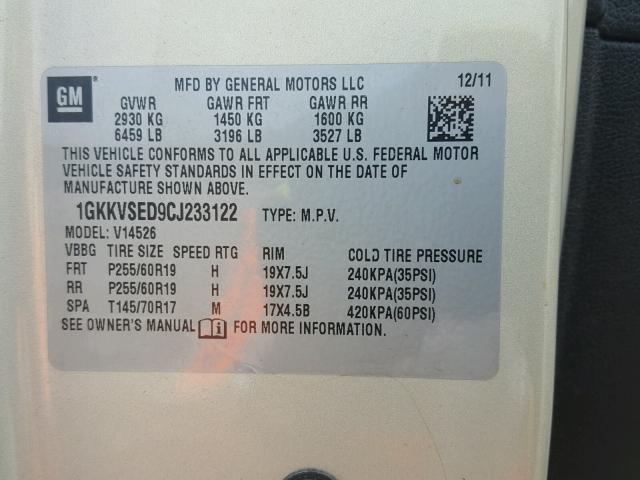 GM ®
MFD BY GENERAL MOTORS LLC 12/11
GVWR GAWR FRT GAWR RR
2930 KG 1450 KG 1600 KG
6459 LB 3196 LB 3527 LB
THIS VEHICLE CONFORMS TO ALL APPLICABLE U.S. FEDERAL MOTOR
VEHICLE SAFETY STANDARDS IN EFFECT ON THE DATE OF
MANUFACTURE SHOWN ABOVE.
1GKKVSED9CJ233122 TYPE: M.P.V.
MODEL: V14526
VBBG TIRE SIZE SPEED RTG RIM COLD TIRE PRESSURE
FRT P255/60R19 H 19X7.5J 240KPA(35PSI)
RR P255/60R19 H 19X7.5J 240KPA(35PSI)
SPA T145/70R17 M 17X4.5B 420KPA(60PSI)
SEE OWNER'S MANUAL i FOR MORE INFORMATION.